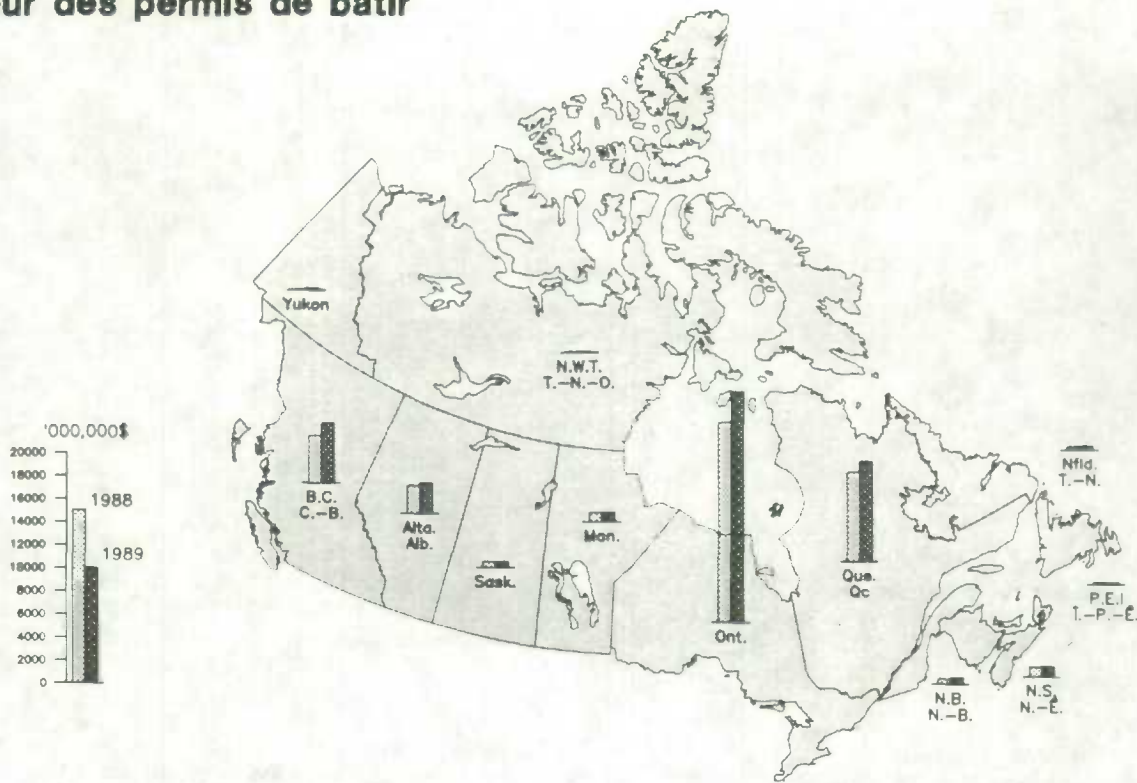 ur des permis de bâtir
Yukon
N.W.T.
T.-N.-O.
'000,000$
20000
18000
16000
14000
12000
10000
8000
6000
4000
2000
0
1988
1989
B.C.
C.-B.
Alta.
Alb.
Sask.
Man.
Ont.
Que.
Qc
Nfld.
T.-N.
P.E.I
T.-P.-É.
N.B.
N.-B.
N.S.
N.-É.